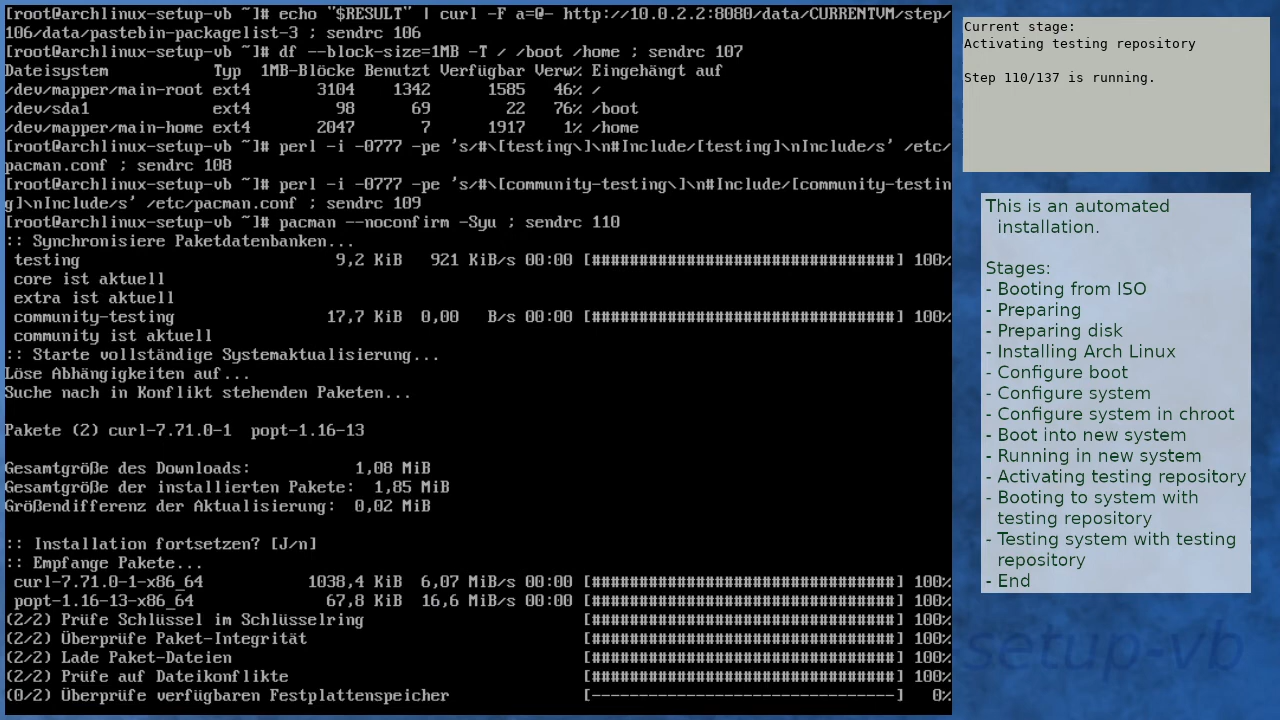 [root@archlinux-setup-vb ~]# echo "$RESULT" | curl -F a=@- http://10.0.2.2:8080/data/CURRENTVM/step/
106/data/pastebin-packagelist-3 ; sendrc 106
[root@archlinux-setup-vb ~]# df --block-size=1MB -T / /boot /home ; sendrc 107
Dateisystem           Typ  1MB-Blöcke Benutzt Verfügbar Verw% Eingehängt auf
/dev/mapper/main-root ext4       3104    1342      1585   46% /
/dev/sda1             ext4         98      69        22   76% /boot
/dev/mapper/main-home ext4       2047       7      1917    1% /home
[root@archlinux-setup-vb ~]# perl -i -0777 -pe 's/#\[testing\]\n#Include/[testing]\nInclude/s' /etc/
pacman.conf ; sendrc 108
[root@archlinux-setup-vb ~]# perl -i -0777 -pe 's/#\[community-testing\]\n#Include/[community-testin
g]\nInclude/s' /etc/pacman.conf ; sendrc 109
[root@archlinux-setup-vb ~]# pacman --noconfirm -Syu ; sendrc 110
:: Synchronisiere Paketdatenbanken...
 testing                           9,2 KiB   921 KiB/s 00:00 [################################] 100%
 core ist aktuell
 extra ist aktuell
 community-testing                17,7 KiB  0,00   B/s 00:00 [################################] 100%
 community ist aktuell
:: Starte vollständige Systemaktualisierung...
Löse Abhängigkeiten auf...
Suche nach in Konflikt stehenden Paketen...
Pakete (2) curl-7.71.0-1  popt-1.16-13
Gesamtgröße des Downloads:           1,08 MiB
Gesamtgröße der installierten Pakete:  1,85 MiB
Größendifferenz der Aktualisierung:  0,02 MiB
:: Installation fortsetzen? [J/n]
:: Empfange Pakete...
 curl-7.71.0-1-x86_64           1038,4 KiB  6,07 MiB/s 00:00 [################################] 100%
 popt-1.16-13-x86_64              67,8 KiB  16,6 MiB/s 00:00 [################################] 100%
(2/2) Prüfe Schlüssel im Schlüsselring                       [################################] 100%
(2/2) Überprüfe Paket-Integrität                             [################################] 100%
(2/2) Lade Paket-Dateien                                     [################################] 100%
(2/2) Prüfe auf Dateikonflikte                               [################################] 100%
(0/2) Überprüfe verfügbaren Festplattenspeicher              [--------------------------------]   0%
Current stage:
Activating testing repository
Step 110/137 is running.
This is an automated
installation.
Stages:
- Booting from ISO
- Preparing
- Preparing disk
- Installing Arch Linux
- Configure boot
- Configure system
- Configure system in chroot
- Boot into new system
- Running in new system
- Activating testing repository
- Booting to system with
testing repository
- Testing system with testing
repository
- End
setup-vb